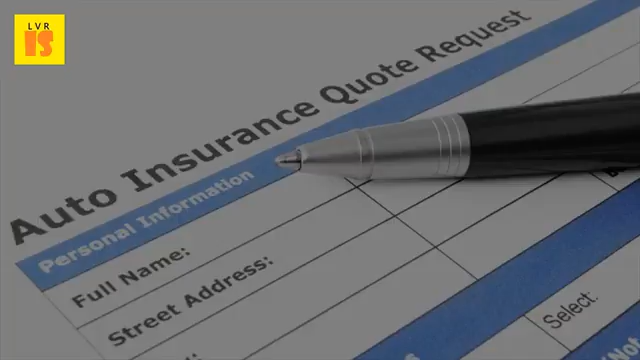 LVR
IS
Auto Insurance Quote Request
Personal Information
Full Name:
Street Address:
Select: